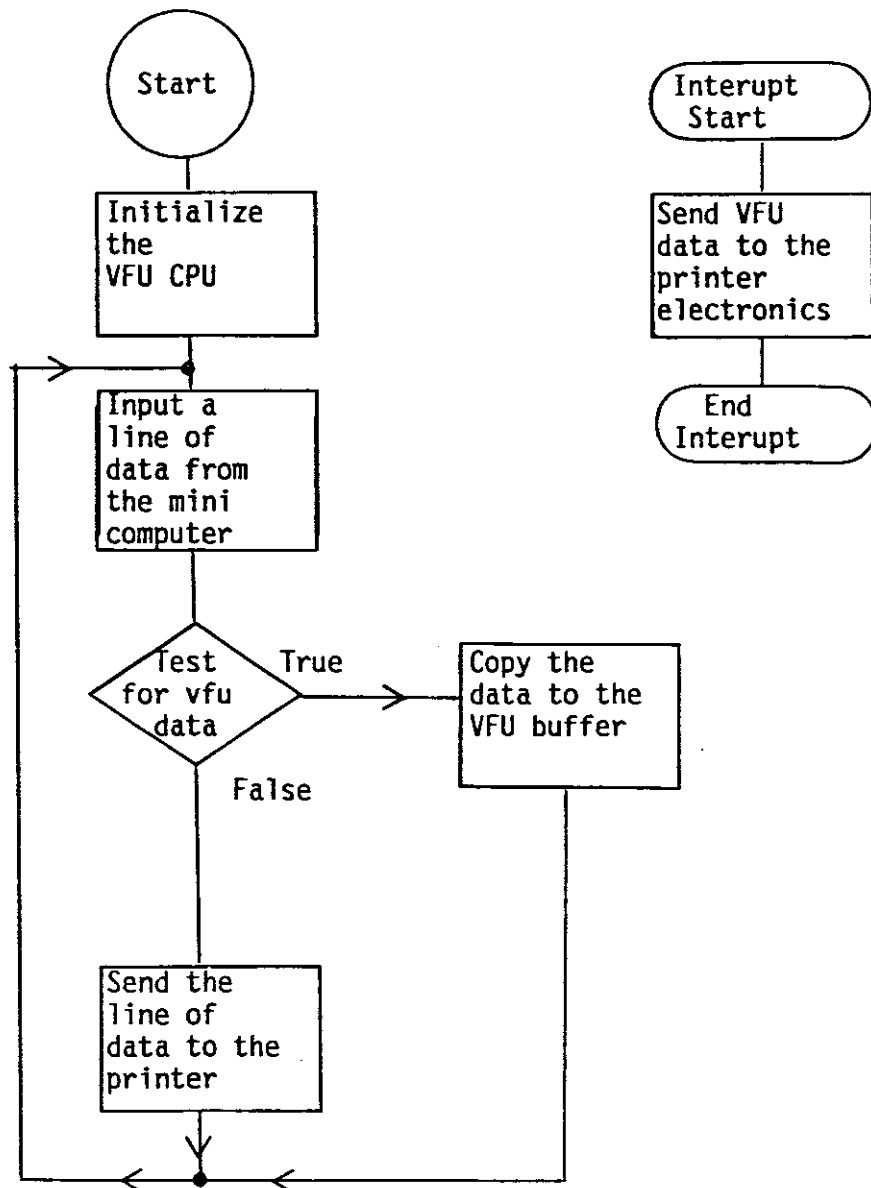 Start
Initialize
the
VFU CPU
Input a
line of
data from
the mini
computer
Test
for vfu
data
True
False
Copy the
data to the
VFU buffer
Send the
line of
data to the
printer
Interupt
Start
Send VFU
data to the
printer
electronics
End
Interupt